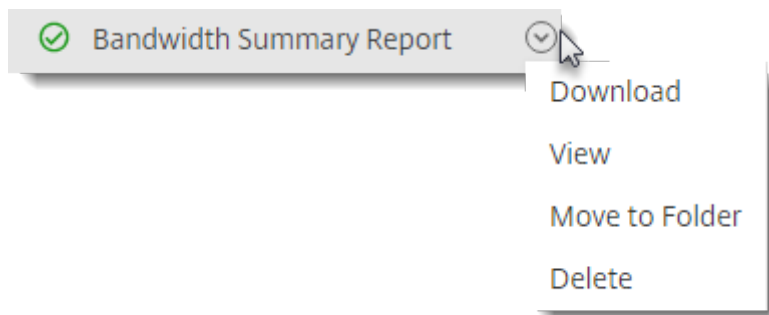 Bandwidth Summary Report
Download
View
Move to Folder
Delete